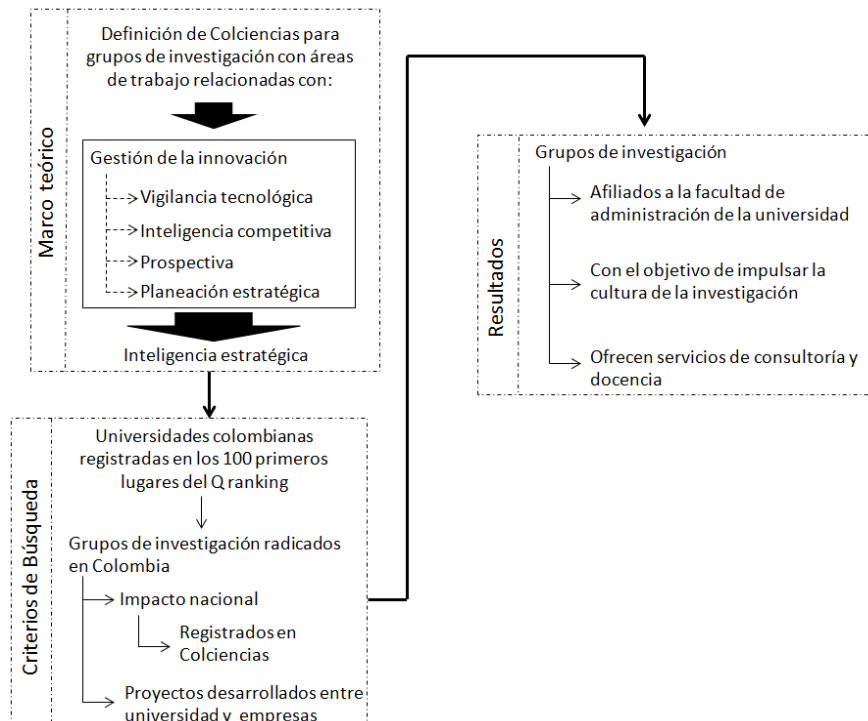 Marco teórico
Definición de Colciencias para
grupos de investigación con áreas
de trabajo relacionadas con:
Gestión de la innovación
Vigilancia tecnológica
Inteligencia competitiva
Prospectiva
Planeación estratégica
Inteligencia estratégica
Criterios de Búsqueda
Universidades colombianas
registradas en los 100 primeros
lugares del Q ranking
Grupos de investigación radicados
en Colombia
Impacto nacional
Registrados en
Colciencias
Proyectos desarrollados entre
universidad y empresas
Resultados
Grupos de investigación
Afiliados a la facultad de
administración de la universidad
Con el objetivo de impulsar la
cultura de la investigación
Ofrecen servicios de consultoría y
docencia